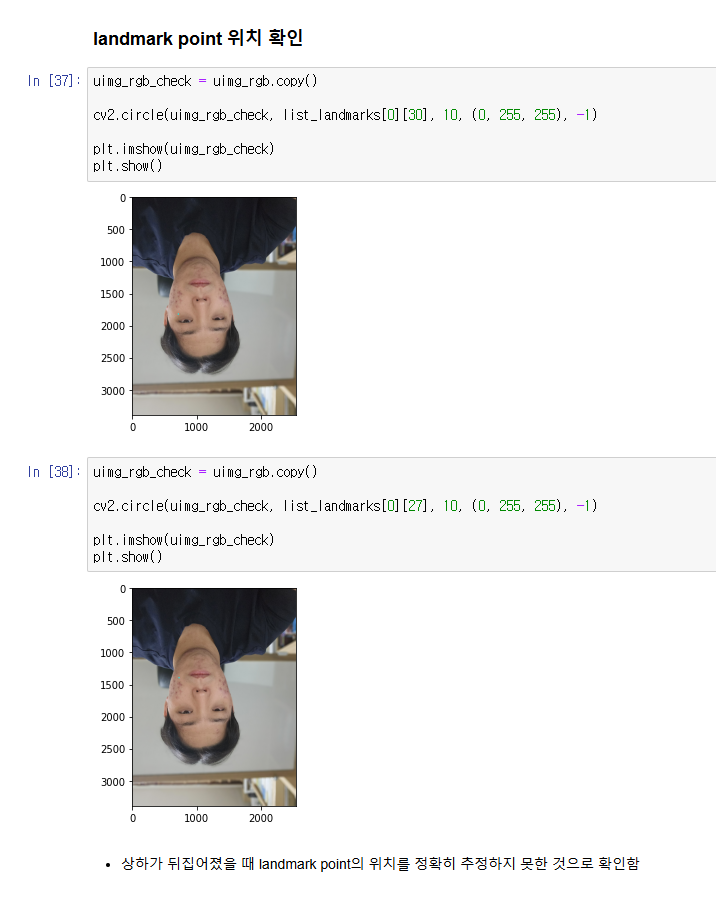 landmark point 위치 확인
In [37]: uimg_rgb_check = uimg_rgb.copy()
cv2.circle(uimg_rgb_check, list_landmarks[0][30], 10, (0, 255, 255), -1)
plt.imshow(uimg_rgb_check)
plt.show()
0
500
1000
1500
2000
2500
3000
0 1000 2000
In [38]: uimg_rgb_check = uimg_rgb.copy()
cv2.circle(uimg_rgb_check, list_landmarks[0][27], 10, (0, 255, 255), -1)
plt.imshow(uimg_rgb_check)
plt.show()
0
500
1000
1500
2000
2500
3000
0 1000 2000
• 상하가 뒤집어졌을 때 landmark point의 위치를 정확히 추정하지 못한 것으로 확인함